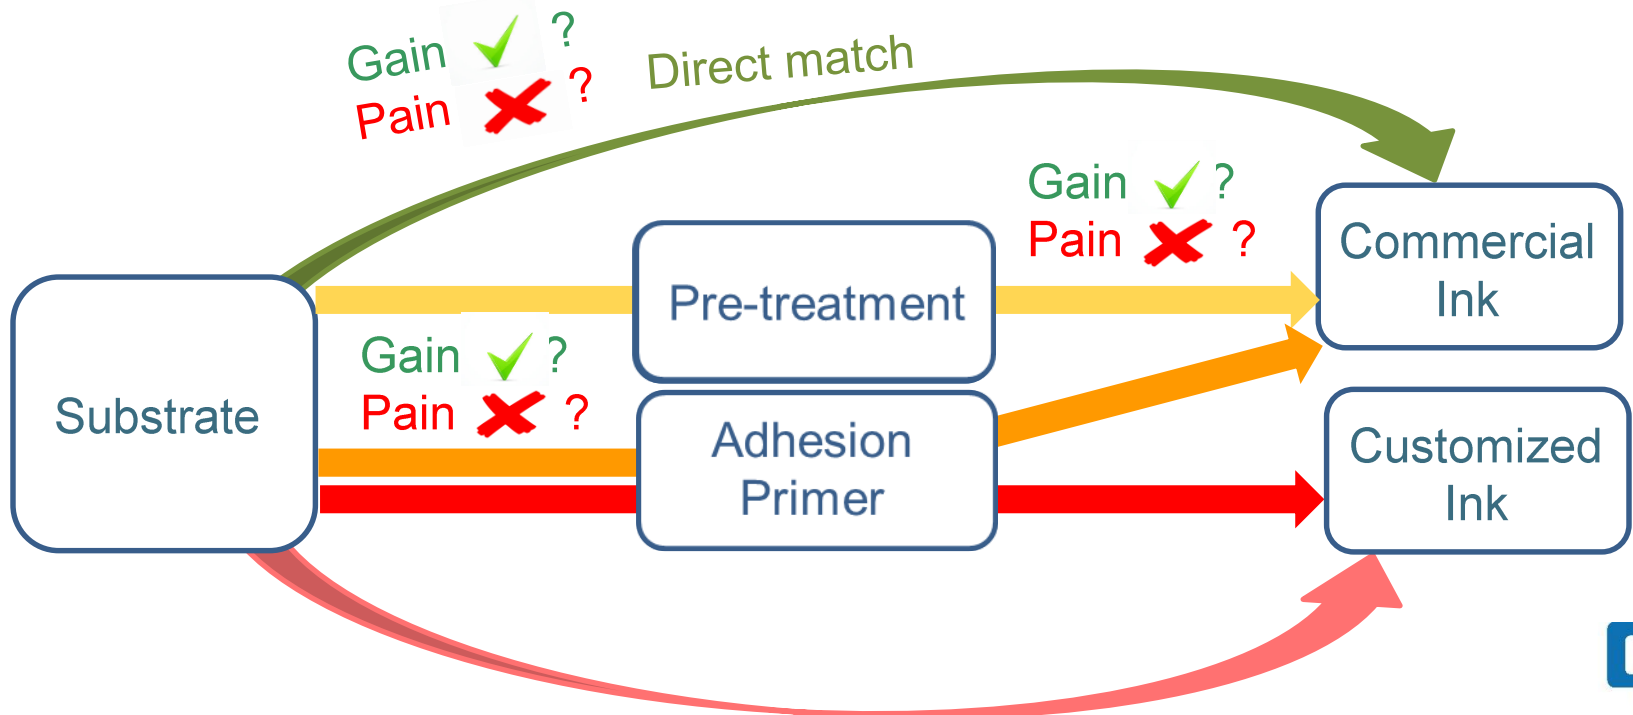 Gain ?
Pain ?
Direct match
Gain ?
Pain ?
Commercial
Ink
Pre-treatment
Gain ?
Pain ?
Substrate
Adhesion
Primer
Customized
Ink